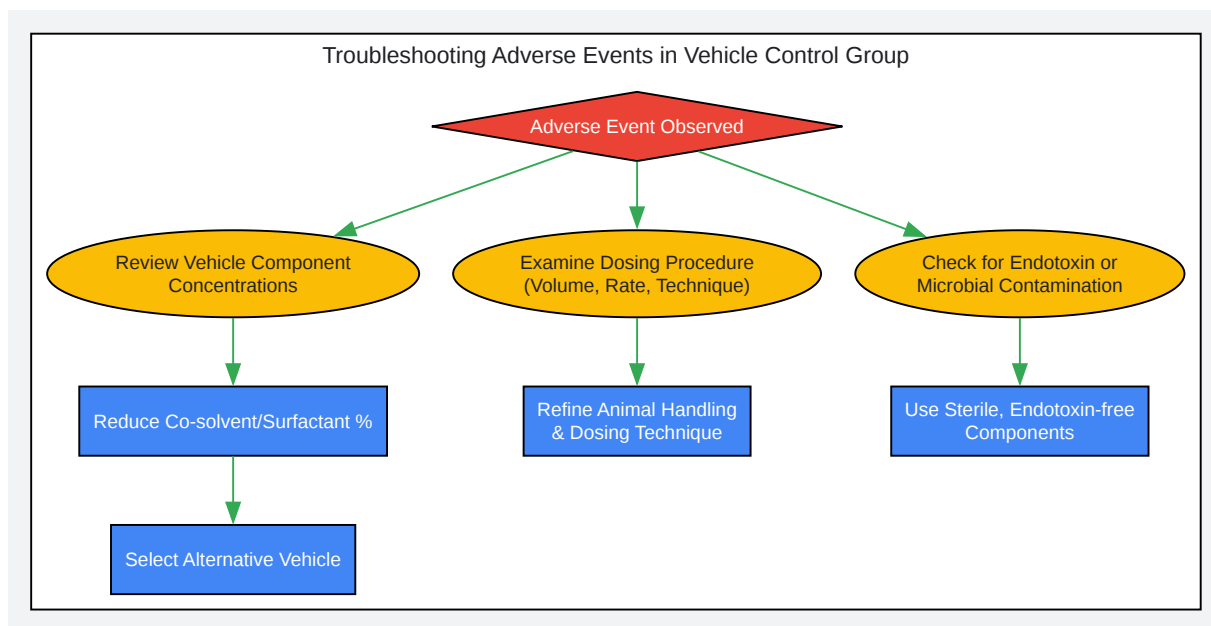 Troubleshooting Adverse Events in Vehicle Control Group
Adverse Event Observed
Review Vehicle Component
Concentrations
Examine Dosing Procedure
(Volume, Rate, Technique)
Check for Endotoxin or
Microbial Contamination
Reduce Co-solvent/Surfactant %
Refine Animal Handling
& Dosing Technique
Use Sterile, Endotoxin-free
Components
Select Alternative Vehicle